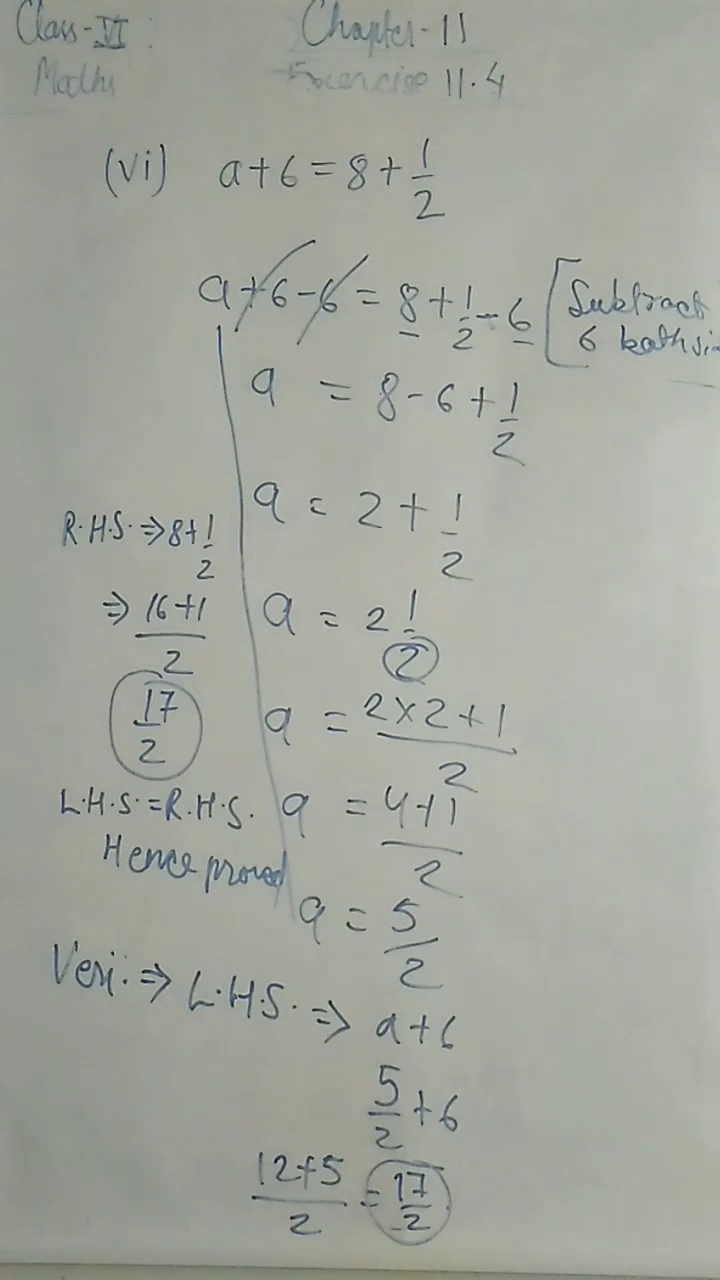 Class-VI : Chapter-11
Maths Exercise 11.4
(vi) a+6=8+1/2
a+6-6=8+1/2-6 [Subtract
6 both si
a = 8-6+1/2
a = 2+1/2
a = 2 1/2
a = 2×2+1/2
a = 4+1/2
a = 5/2
Veri. ⇒ L.H.S. ⇒ a+6
5/2+6
12+5/2 = 17/2
R.H.S. ⇒ 8+1/2
⇒ 16+1/2
17/2
L.H.S.=R.H.S.
Hence proved